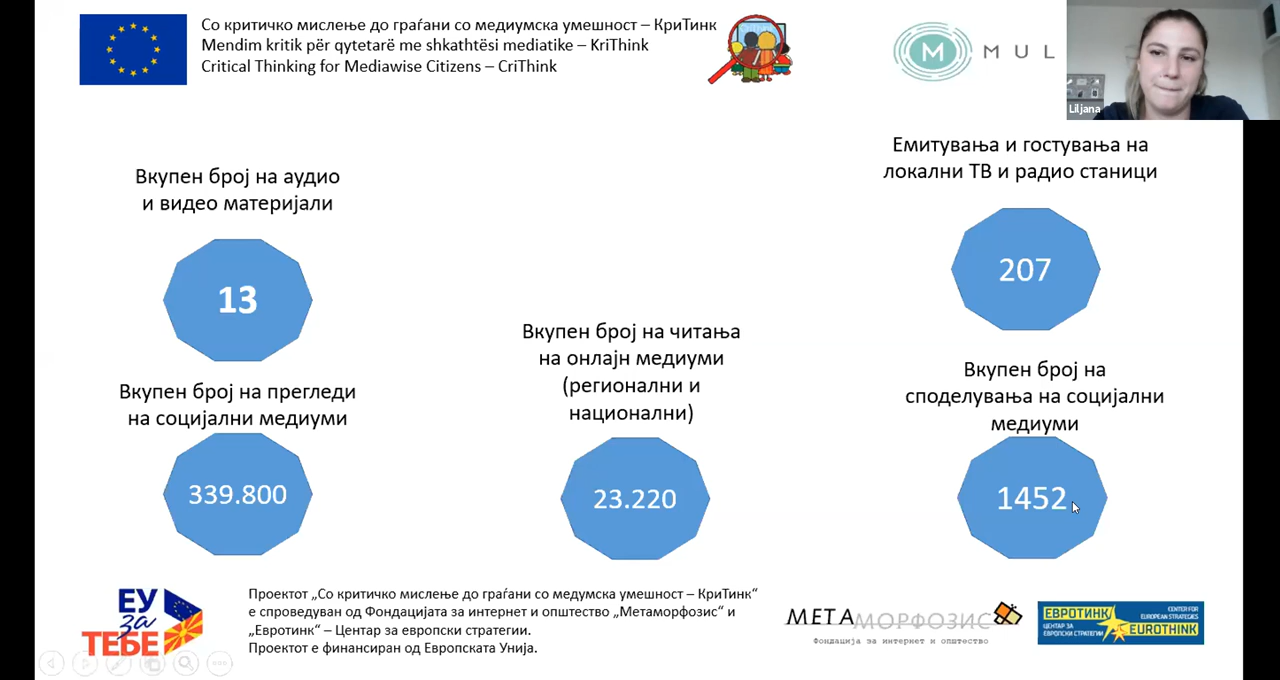 Со критичко мислење до граѓани со медиумска умешност – КриТинк
Mendim kritik për qytetarë me shkathtësi mediatike – KriThink
Critical Thinking for Mediawise Citizens – CriThink
M
M U L
Liljana
Вкупен број на аудио
и видео материјали
13
Емитувања и гостувања на
локални ТВ и радио станици
207
Вкупен број на прегледи
на социјални медиуми
339.800
Вкупен број на читања
на онлајн медиуми
(регионални и
национални)
23.220
Вкупен број на
споделувања на социјални
медиуми
1452
ЕУ
за
ТЕБЕ
Проектот „Со критичко мислење до граѓани со медумска умешност – КриТинк“
е спроведуван од Фондацијата за интернет и општество „Метаморфозис“ и
„Евротинк“ – Центар за европски стратегии.
Проектот е финансиран од Европската Унија.
МЕТАМОРФОЗИС
Фондација за интернет и општество
ЕВРОТИНК
ЦЕНТАР ЗА
ЕВРОПСКИ СТРАТЕГИИ
CENTER FOR
EUROPEAN STRATEGIES
EUROTHINK